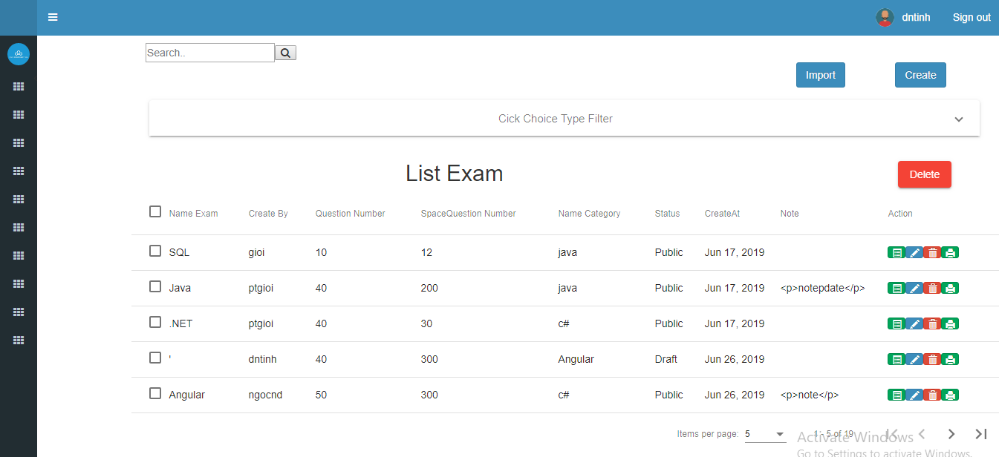 dntinh Sign out
Search..
Import Create
Cick Choice Type Filter
List Exam Delete
Name Exam Create By Question Number SpaceQuestion Number Name Category Status CreateAt Note Action
SQL gioi 10 12 java Public Jun 17, 2019
Java ptgioi 40 200 java Public Jun 17, 2019 <p>notepdate</p>
.NET ptgioi 40 30 c# Public Jun 17, 2019
' dntinh 40 300 Angular Draft Jun 26, 2019
Angular ngocnd 50 300 c# Public Jun 26, 2019 <p>note</p>
Items per page: 5 1 - 5 of 19
Activate Windows
Go to Settings to activate Windows.